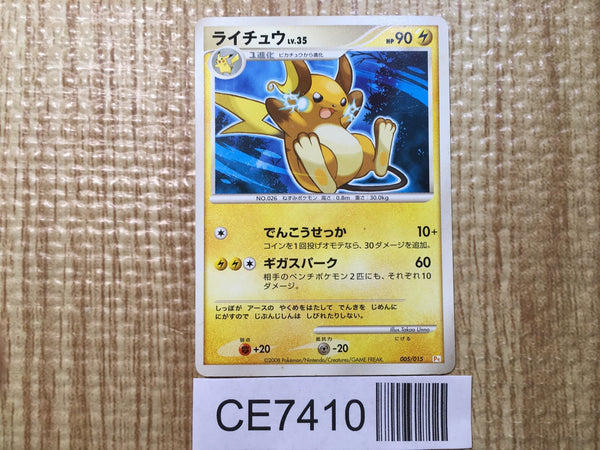 ライチュウ LV.35 HP 90
1進化 ピカチュウから進化
NO.026 ねずみポケモン 高さ：0.8m 重さ：30.0kg
でんこうせっか 10+
コインを1回投げオモテなら、30ダメージを追加。
ギガスパーク 60
相手のベンチポケモン2匹にも、それぞれ10
ダメージ。
しっぽが アースの やくめをはたして でんきを じめんに
にがすので じぶんじしんは しびれたりしない。
Illus.Takao Unno
弱点 抵抗力 にげる
+20 -20
©2008 Pokémon/Nintendo/Creatures/GAME FREAK. 005/015
CE7410